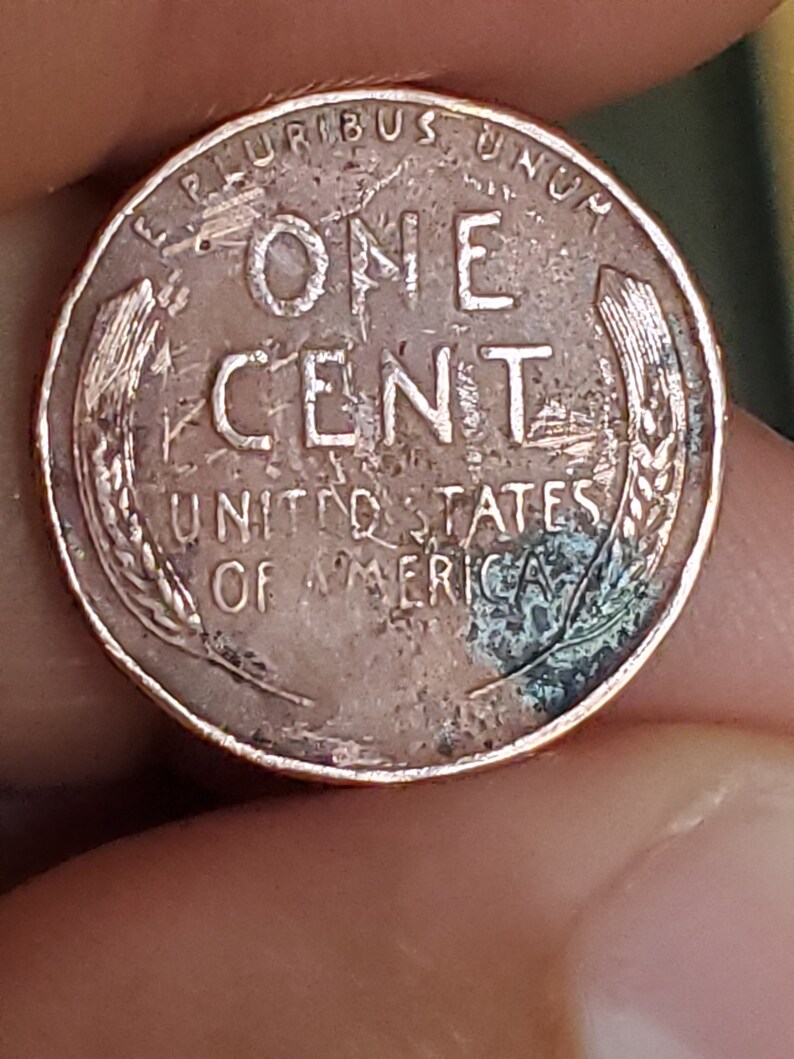 E PLURIBUS UNUM
ONE
CENT
UNITED STATES
OF AMERICA